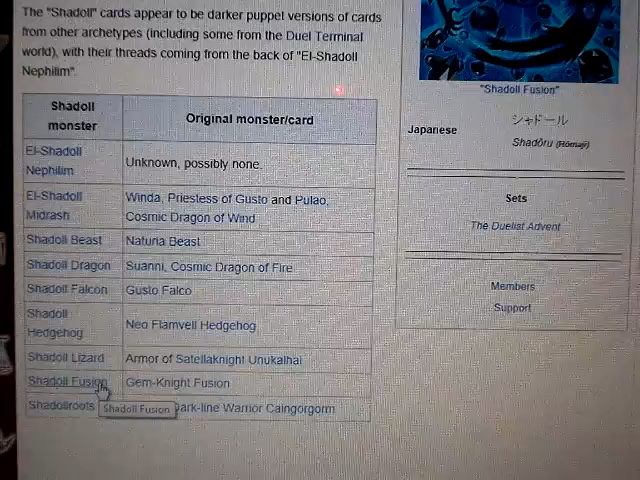 The "Shadoll" cards appear to be darker puppet versions of cards
from other archetypes (including some from the Duel Terminal
world), with their threads coming from the back of "El-Shadoll
Nephilim".
Shadoll
monster
Original monster/card
El-Shadoll
Nephilim
Unknown, possibly none.
El-Shadoll
Midrash
Winda, Priestess of Gusto and Pulao,
Cosmic Dragon of Wind
Shadoll Beast
Naturia Beast
Shadoll Dragon
Suanni, Cosmic Dragon of Fire
Shadoll Falcon
Gusto Falco
Shadoll
Hedgehog
Neo Flamvell Hedgehog
Shadoll Lizard
Armor of Satellaknight Unukalhai
Shadoll Fusion
Gem-Knight Fusion
Shadollroots
Dark-line Warrior Caingorgorm
Shadoll Fusion
"Shadoll Fusion"
Japanese
シャドール
Shadōru (Rōmaji)
Sets
The Duelist Advent
Members
Support